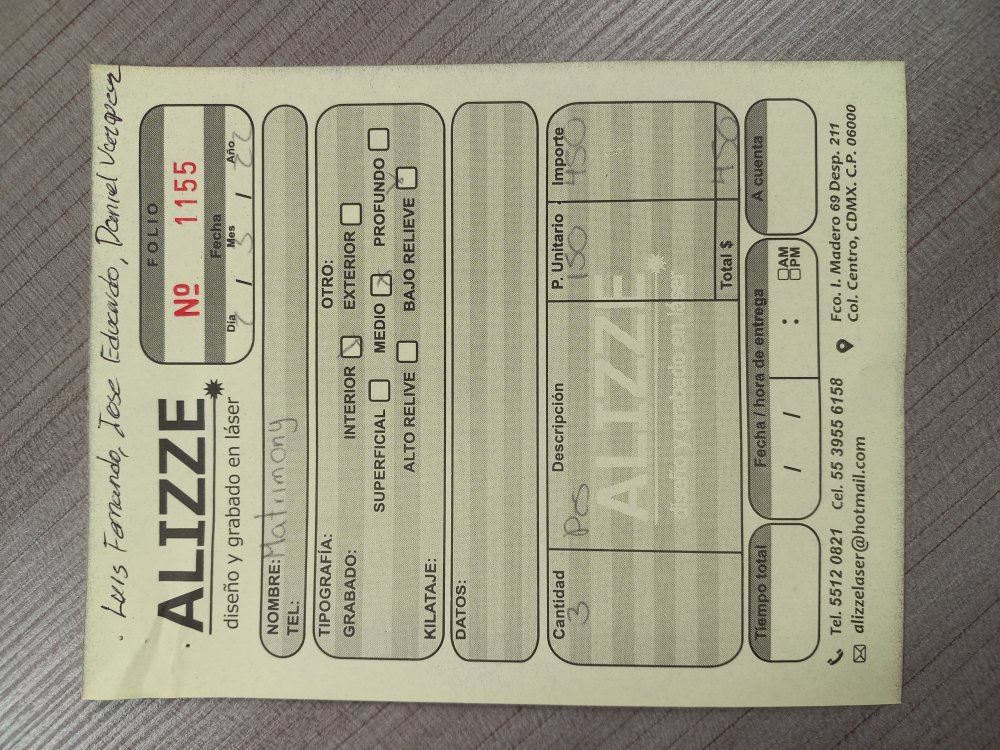 Luis Fernando, Jose Eduardo, Daniel
ALIZZE
diseño y grabado en láser
FOLIO
Nº 1155
Fecha
Día Mes Año
2 / 3 / 22
NOMBRE: Matrimony
TEL:
TIPOGRAFÍA:
GRABADO: INTERIOR EXTERIOR OTRO:
SUPERFICIAL MEDIO PROFUNDO
ALTO RELIVE BAJO RELIEVE
KILATAJE:
DATOS:
Cantidad Descripción P. Unitario Importe
3 Pcs 150 450
ALIZZE
diseño y grabado en láser
Total $ 450
Tiempo total Fecha / hora de entrega A cuenta
/ / : AM
PM
Tel. 5512 0821 Cel. 55 3955 6158 Fco. I. Madero 69 Desp. 211
alizzelaser@hotmail.com Col. Centro, CDMX. C.P. 06000